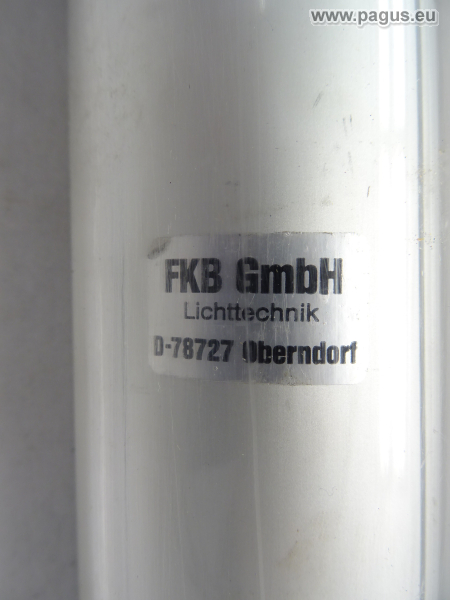 www.pagus.eu
FKB GmbH
Lichttechnik
D-78727 Oberndorf